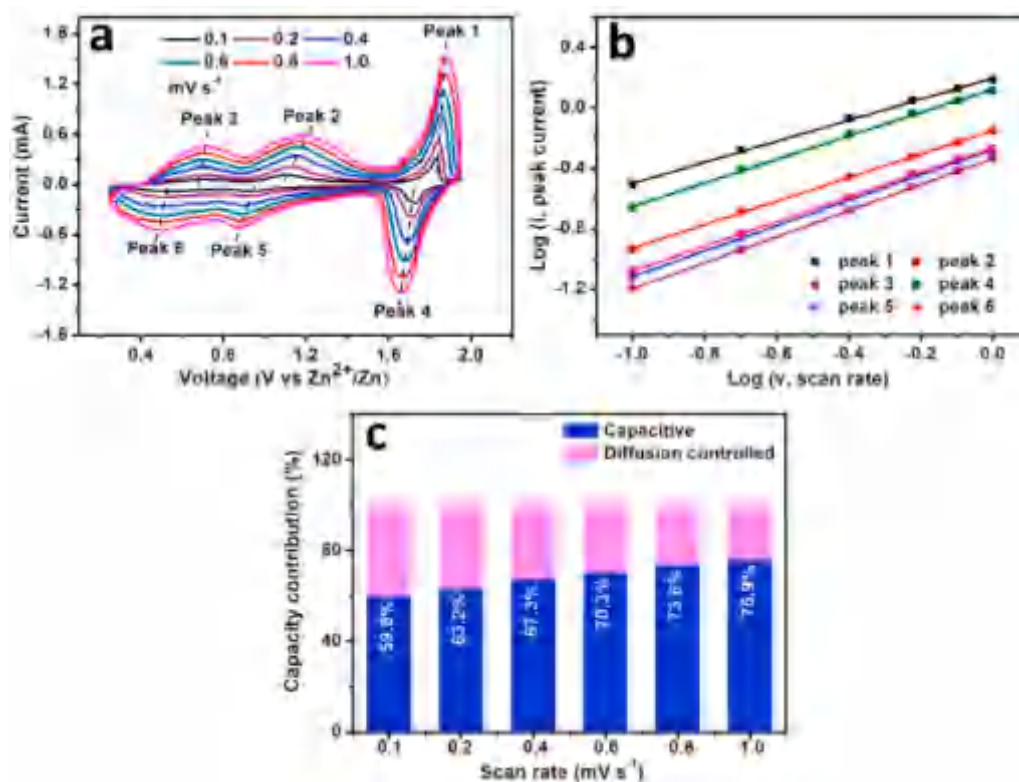 a
1.8
1.2
0.6
0.0
-0.6
-1.2
-1.8
Current (mA)
0.1 0.2 0.4
0.6 0.8 1.0
mV s⁻¹
Peak 1
Peak 3
Peak 2
Peak 6
Peak 5
Peak 4
0.4 0.8 1.2 1.6 2.0
Voltage (V vs Zn²⁺/Zn)
b
0.4
0.0
-0.4
-0.8
-1.2
Log (i, peak current)
peak 1 peak 2
peak 3 peak 4
peak 5 peak 6
-1.0 -0.8 -0.6 -0.4 -0.2 0.0
Log (v, scan rate)
c
Capacitive
Diffusion controlled
120
80
40
0
Capacity contribution (%)
59.8%
63.2%
67.3%
70.3%
73.6%
76.9%
0.1 0.2 0.4 0.6 0.8 1.0
Scan rate (mV s⁻¹)